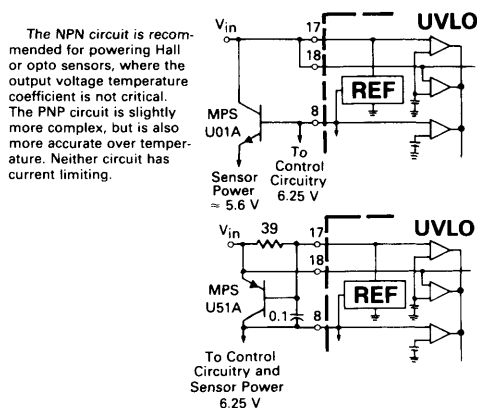 The NPN circuit is recom-
mended for powering Hall
or opto sensors, where the
output voltage temperature
coefficient is not critical.
The PNP circuit is slightly
more complex, but is also
more accurate over temper-
ature. Neither circuit has
current limiting.
Vin
17
UVLO
18
REF
MPS
U01A
8
To
Control
Circuitry
6.25 V
Sensor
Power
≈ 5.6 V
Vin
39
17
UVLO
18
MPS
U51A
REF
0.1
8
To Control
Circuitry and
Sensor Power
6.25 V